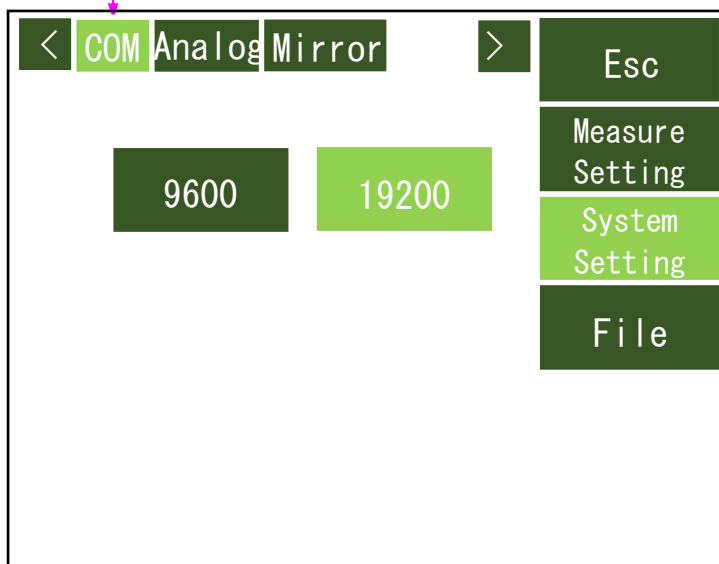 < COM Analog Mirror >
Esc
Measure
Setting
9600 19200
System
Setting
File